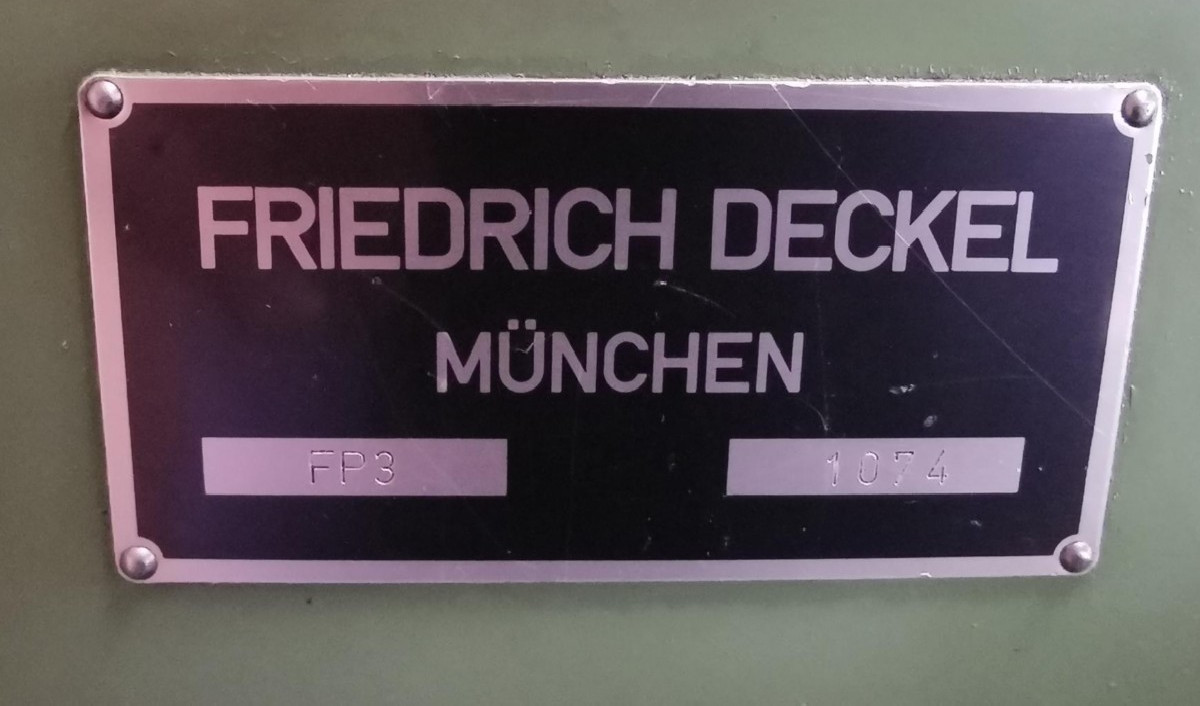 FRIEDRICH DECKEL
MÜNCHEN
FP3 1074